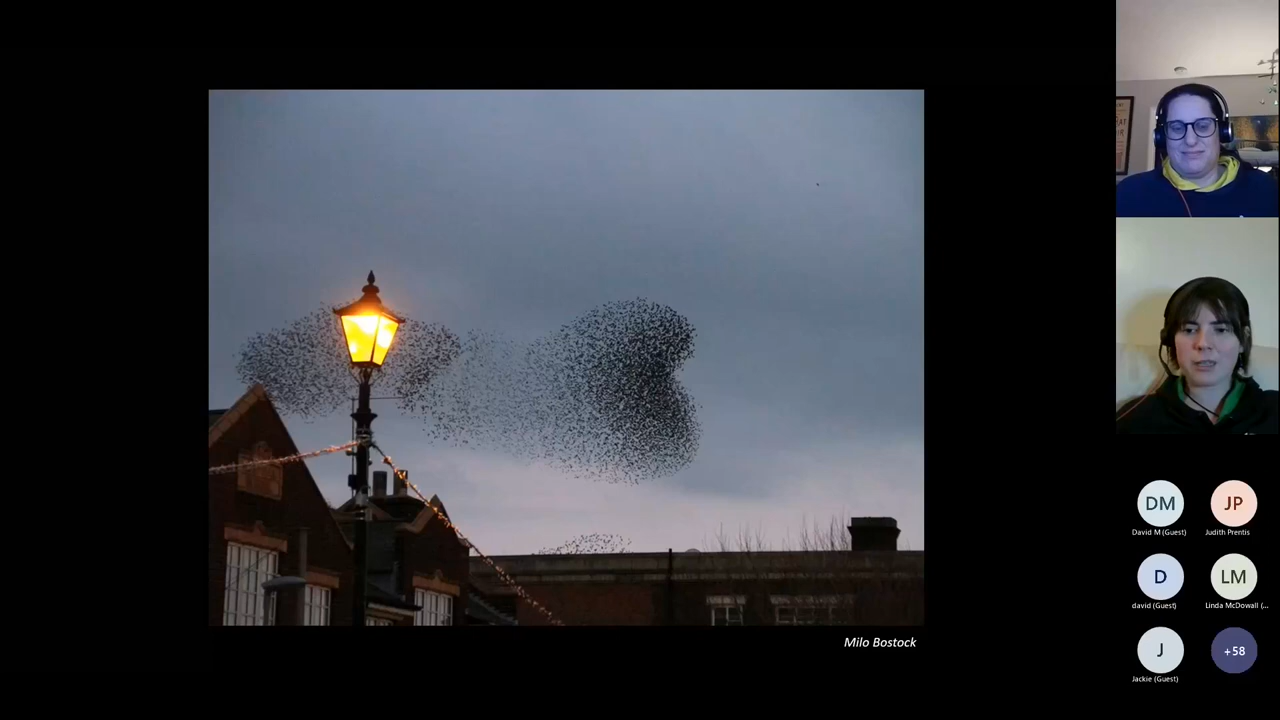 Milo Bostock
DM
JP
David M (Guest)
Judith Prentis
D
LM
david (Guest)
Linda McDowall (...
J
+58
Jackie (Guest)